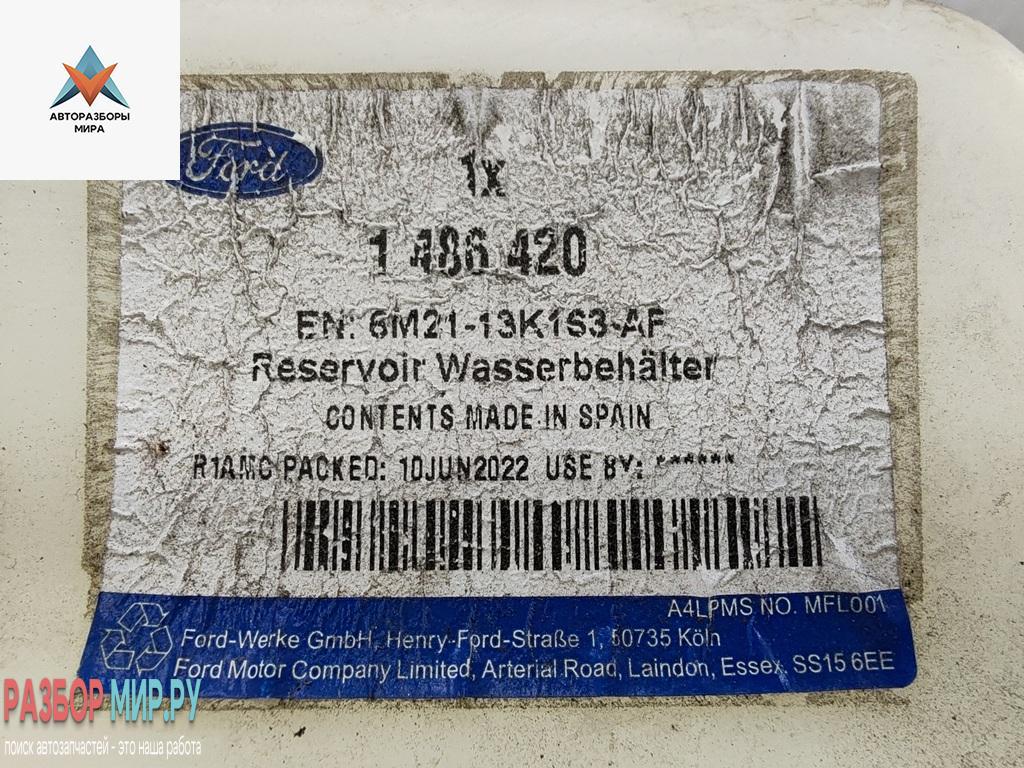 АВТОРАЗБОРЫ
МИРА
Ford
1x
1 486 420
EN: 6M21-13K163-AF
Reservoir Wasserbehälter
CONTENTS MADE IN SPAIN
R1AMC PACKED: 10JUN2022 USE BY: ******
A4LPMS NO. MFL001
Ford-Werke GmbH, Henry-Ford-Straße 1, 50735 Köln
Ford Motor Company Limited, Arterial Road, Laindon, Essex, SS15 6EE
РАЗБОРМИР.РУ
поиск автозапчастей - это наша работа